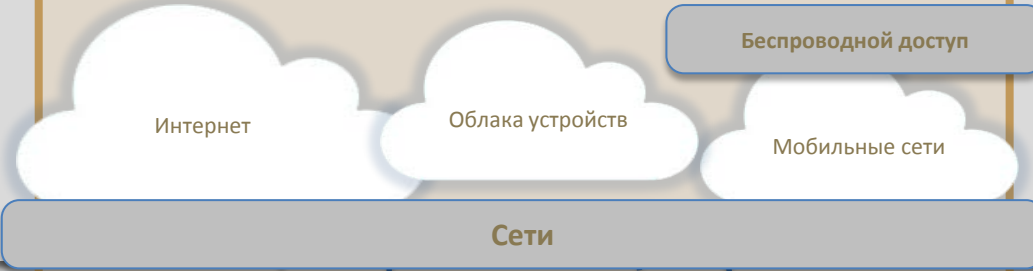 Беспроводной доступ
Интернет
Облака устройств
Мобильные сети
Сети